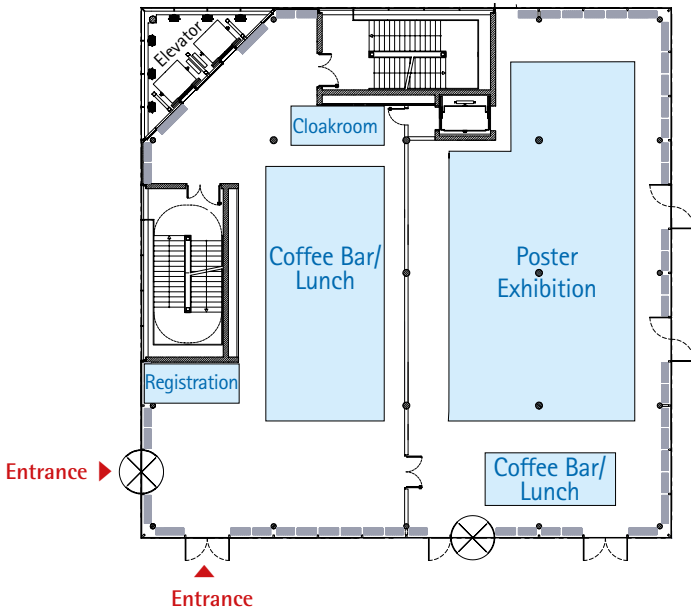 Elevator
Cloakroom
Coffee Bar/
Lunch
Poster
Exhibition
Registration
Entrance
Coffee Bar/
Lunch
Entrance